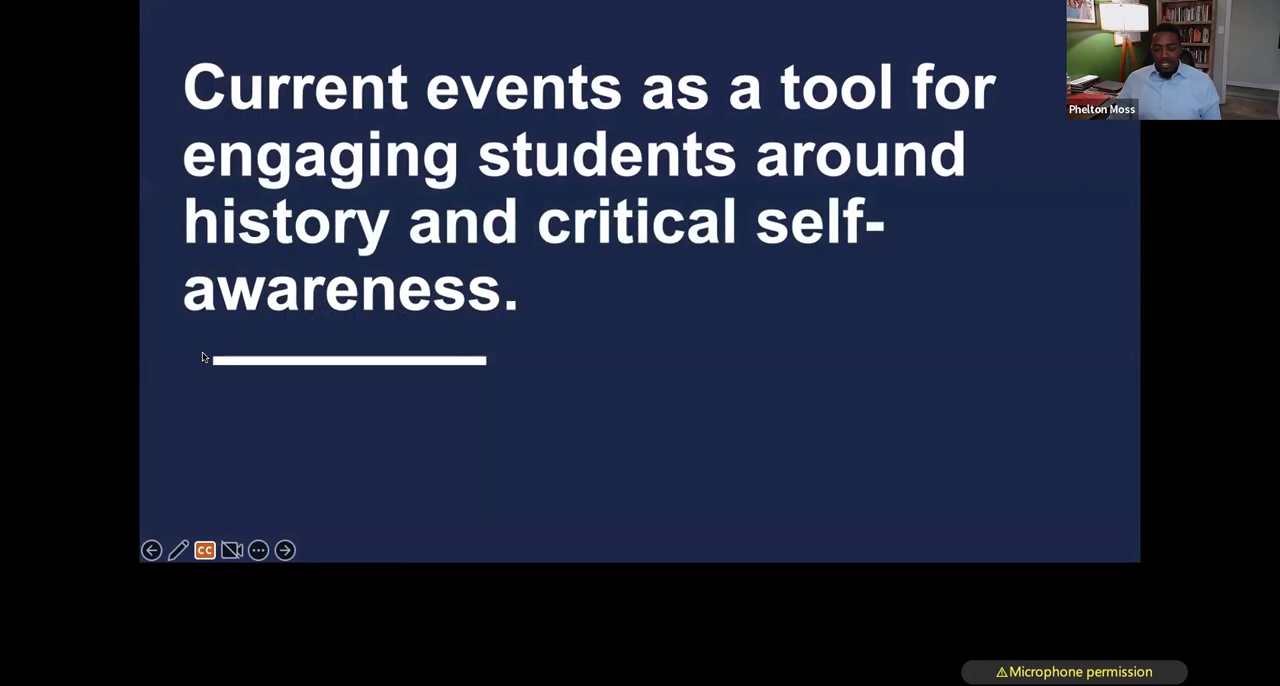 Current events as a tool for
engaging students around
history and critical self-
awareness.
Phelton Moss
CC
⚠Microphone permission